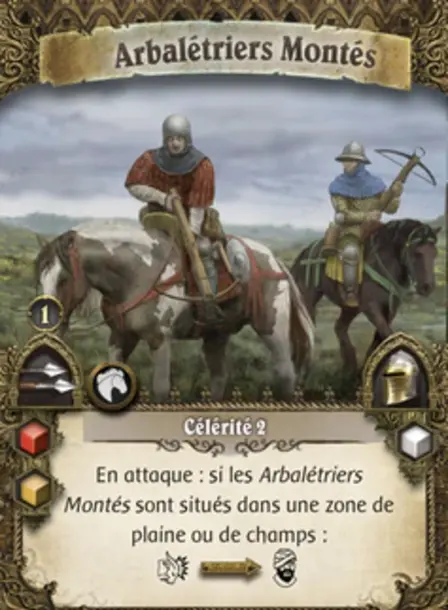 Arbalétriers Montés
1
Célérité 2
En attaque : si les Arbalétriers
Montés sont situés dans une zone de
plaine ou de champs :